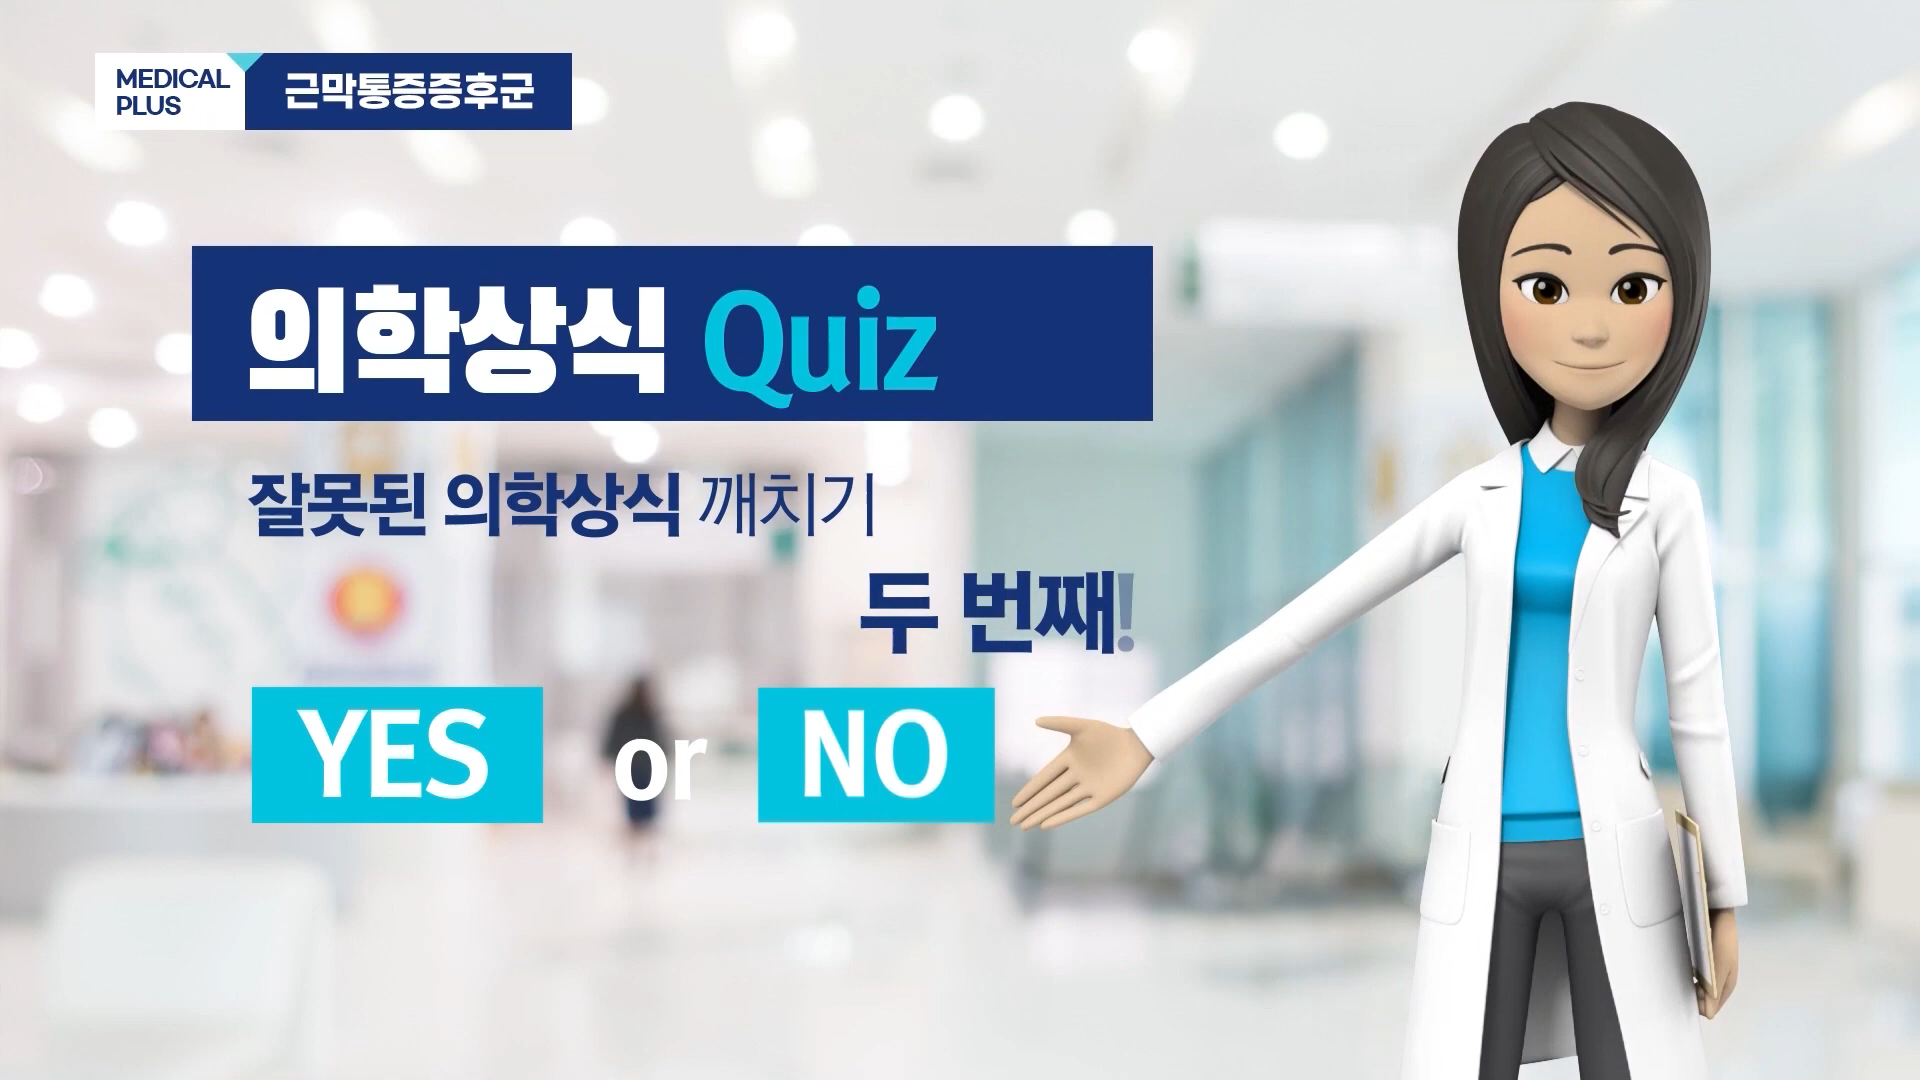 MEDICAL
PLUS
근막통증증후군
의학상식 Quiz
잘못된 의학상식 깨치기
두 번째!
YES or NO